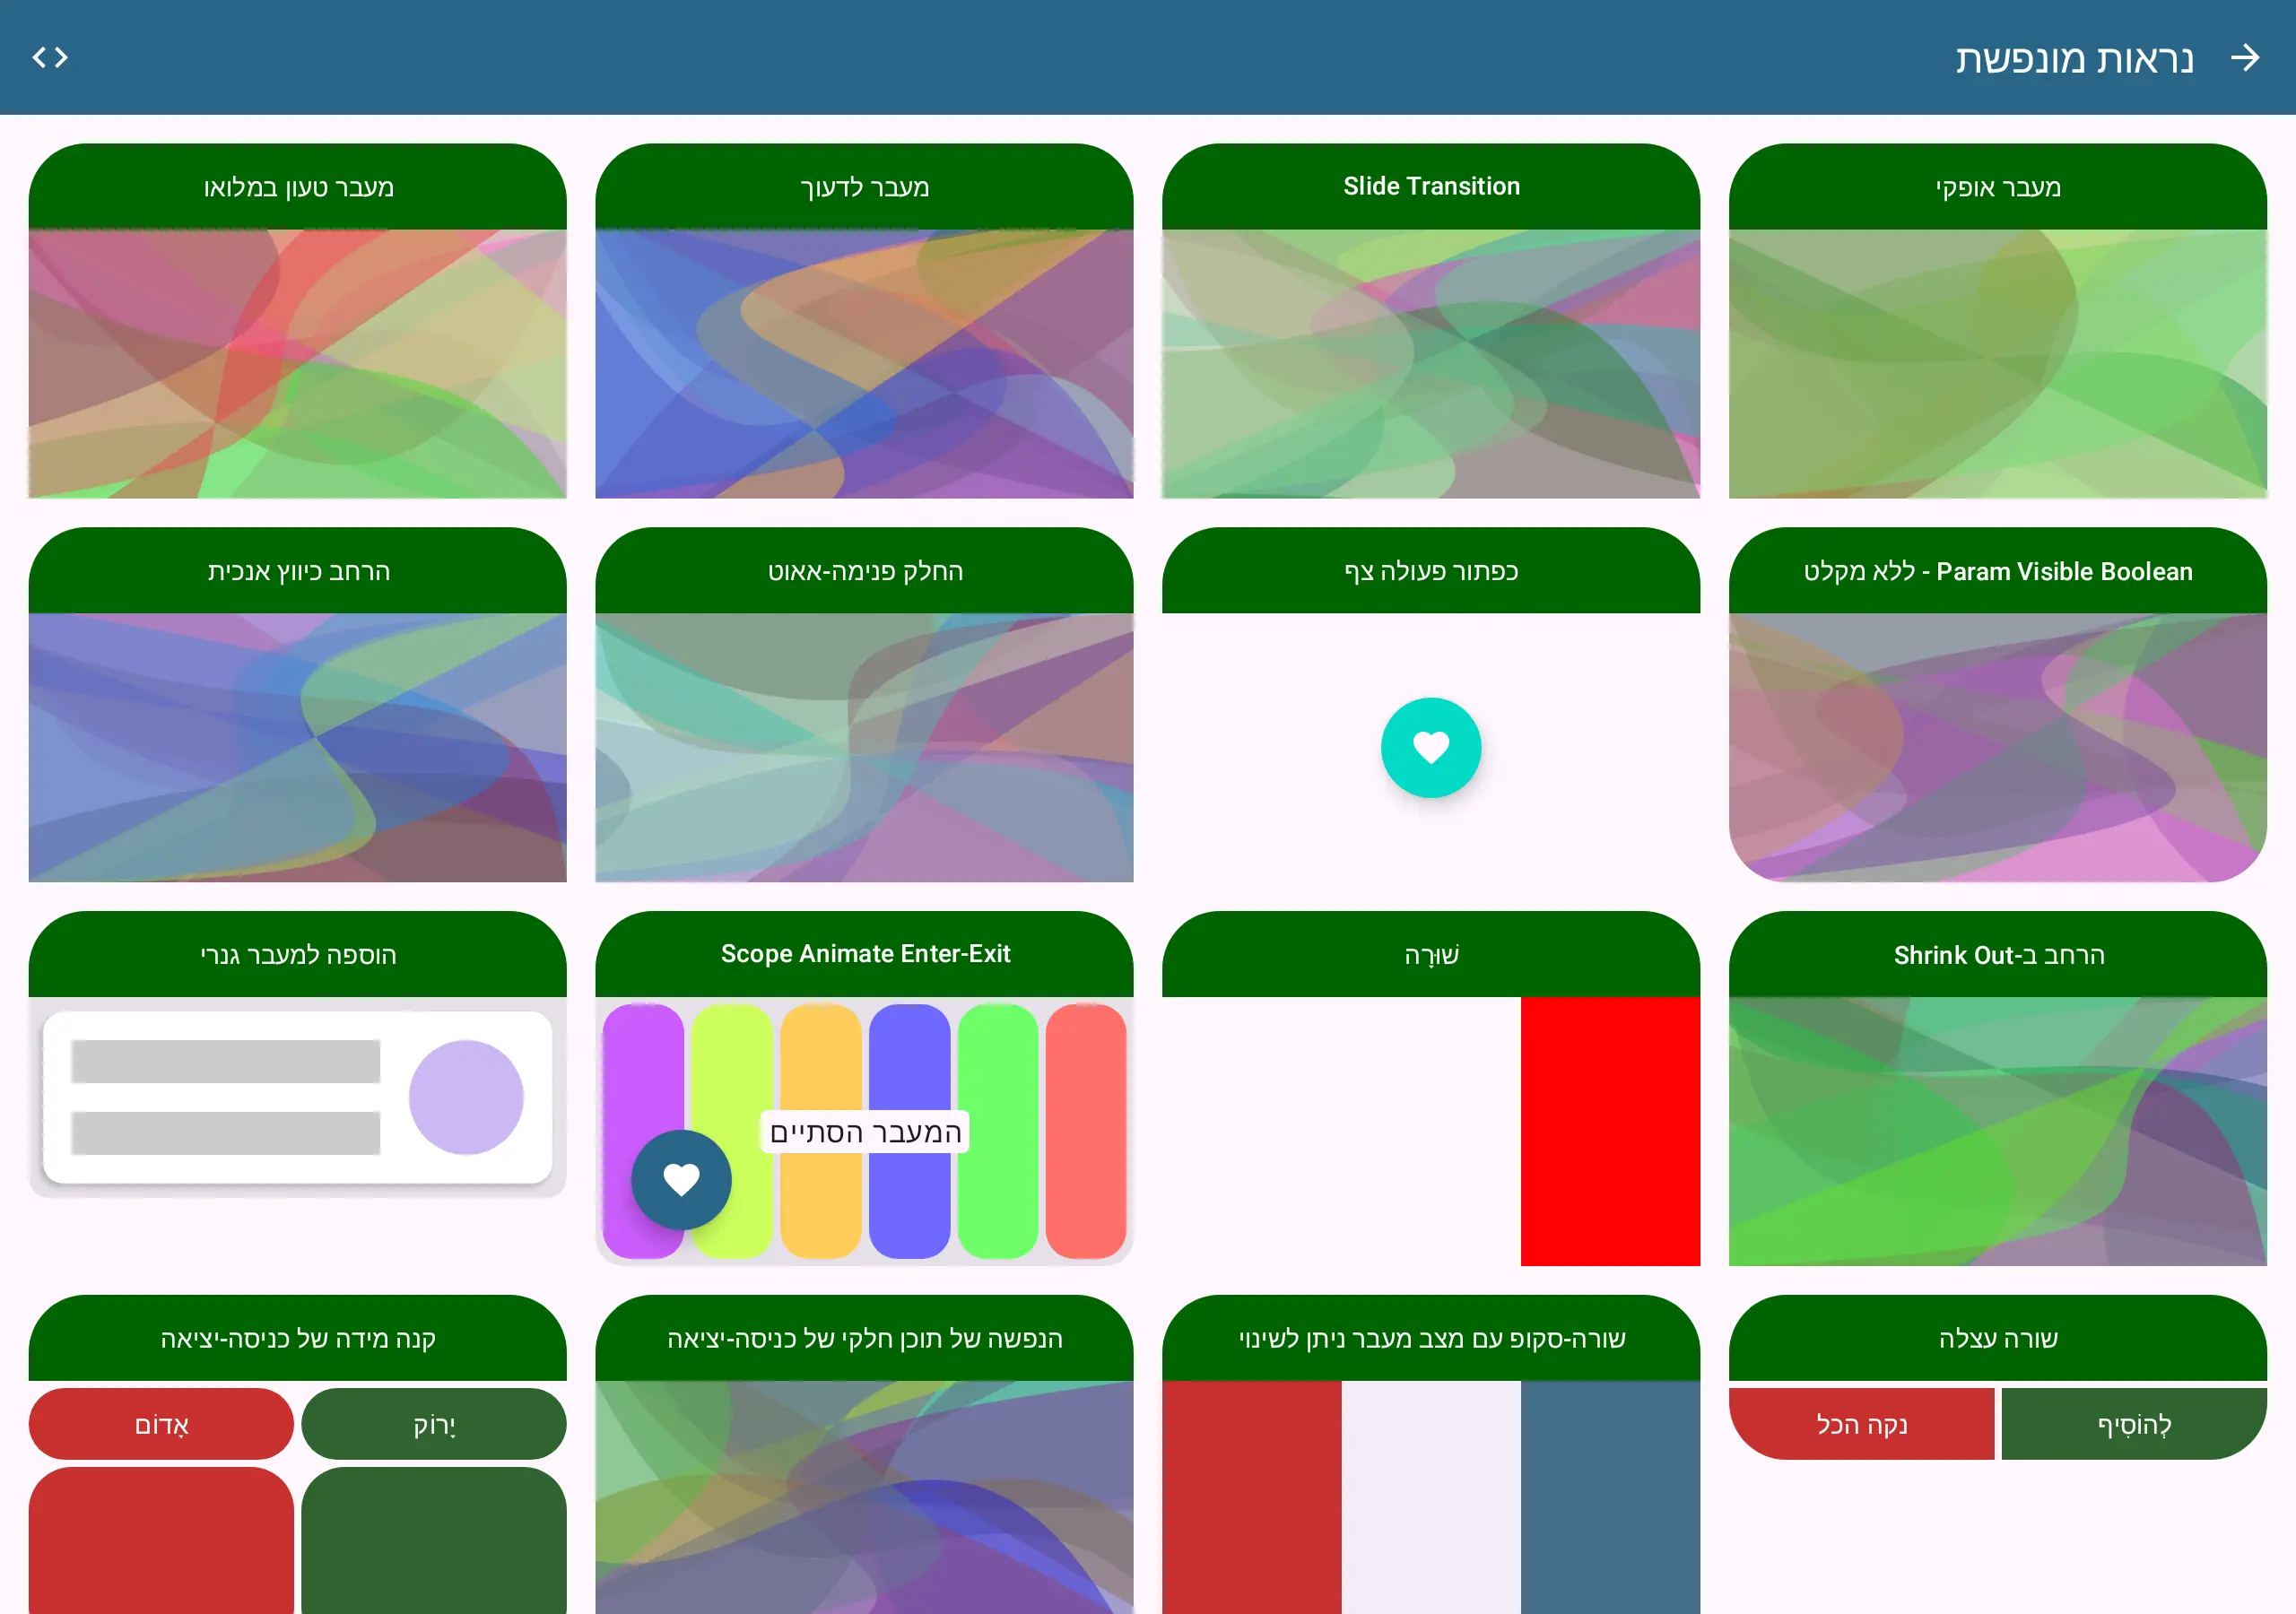 נראות מונפשת
מעבר אופקי
Slide Transition
מעבר לדעוך
מעבר טעון במלואו
Param Visible Boolean - ללא מקלט
כפתור פעולה צף
החלק פנימה-אאוט
הרחב כיווץ אנכית
הרחב ב-Shrink Out
שׁוּרָה
Scope Animate Enter-Exit
המעבר הסתיים
הוספה למעבר גנרי
שורה עצלה
לְהוֹסִיף
נקה הכל
שורה-סקופ עם מצב מעבר ניתן לשינוי
הנפשה של תוכן חלקי של כניסה-יציאה
קנה מידה של כניסה-יציאה
יָרוֹק
אָדוֹם